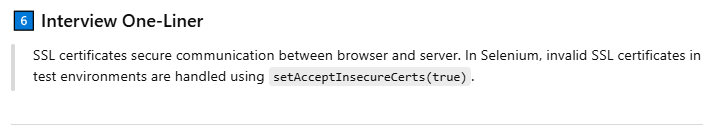 6 Interview One-Liner
SSL certificates secure communication between browser and server. In Selenium, invalid SSL certificates in
test environments are handled using setAcceptInsecureCerts(true).